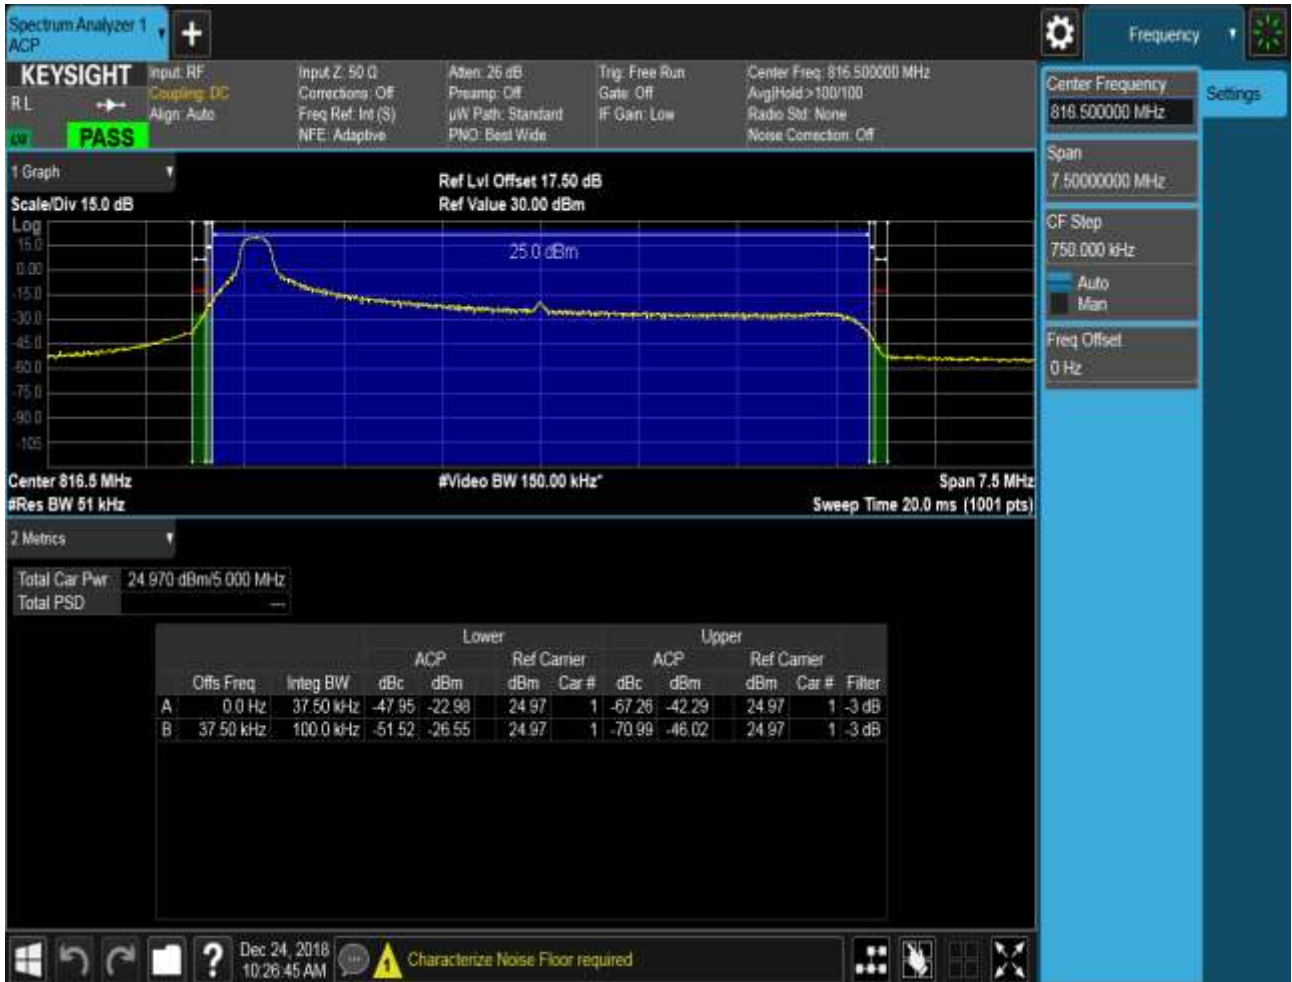 Spectrum Analyzer 1
ACP
Frequency
KEYSIGHT
RL
PASS
Input: RF
Coupling: DC
Align: Auto
Input Z: 50 Ω
Corrections: Off
Freq Ref: Int (S)
NFE: Adaptive
Atten: 26 dB
Preamp: Off
µW Path: Standard
PNO: Best Wide
Trig: Free Run
Gate: Off
IF Gain: Low
Center Freq: 816.500000 MHz
Avg|Hold:>100/100
Radio Std: None
Noise Correction: Off
Center Frequency
816.500000 MHz
Settings
Span
7.50000000 MHz
CF Step
750.000 kHz
Auto
Man
Freq Offset
0 Hz
1 Graph
Scale/Div 15.0 dB
Ref Lvl Offset 17.50 dB
Ref Value 30.00 dBm
Log
15.0
0.00
-15.0
-30.0
-45.0
-60.0
-75.0
-90.0
-105
25.0 dBm
Center 816.5 MHz
#Video BW 150.00 kHz*
Span 7.5 MHz
#Res BW 51 kHz
Sweep Time 20.0 ms (1001 pts)
2 Metrics
Total Car Pwr 24.970 dBm/5.000 MHz
Total PSD ---
Lower Upper
ACP Ref Carrier ACP Ref Carrier
Offs Freq Integ BW dBc dBm dBm Car # dBc dBm dBm Car # Filter
A 0.0 Hz 37.50 kHz -47.95 -22.98 24.97 1 -67.26 -42.29 24.97 1 -3 dB
B 37.50 kHz 100.0 kHz -51.52 -26.55 24.97 1 -70.99 -46.02 24.97 1 -3 dB
?
Dec 24, 2018
10:26:45 AM
1
Characterize Noise Floor required